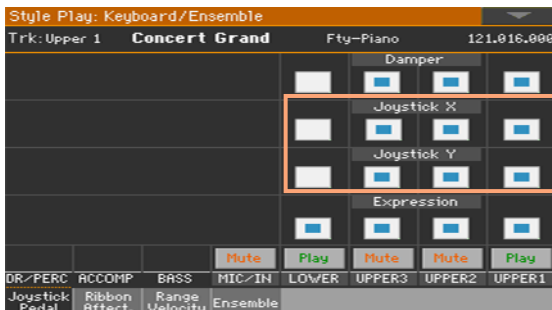 Style Play: Keyboard/Ensemble
Trk:Upper 1 Concert Grand Fty-Piano 121.016.000
Damper
Joystick X
Joystick Y
Expression
Mute Play Mute Mute Play
DR/PERC ACCOMP BASS MIC/IN LOWER UPPER3 UPPER2 UPPER1
Joystick Ribbon Range Ensemble
Pedal Aftect. Velocity